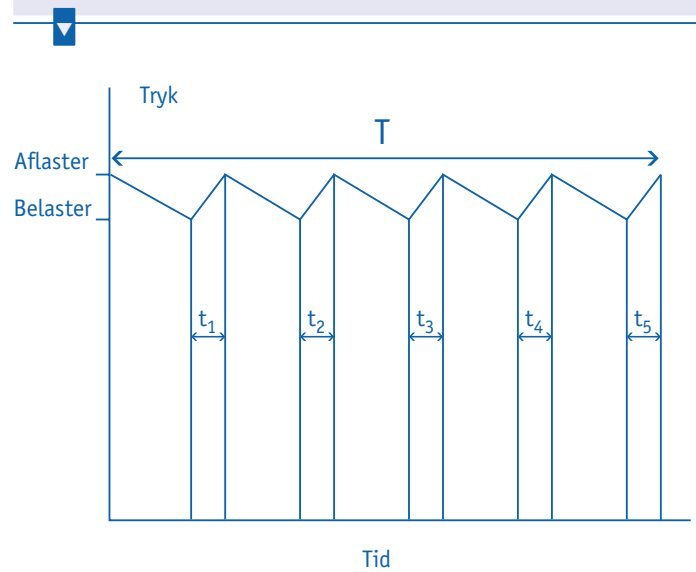 Tryk
T
Aflaster
Belaster
t₁ t₂ t₃ t₄ t₅
Tid